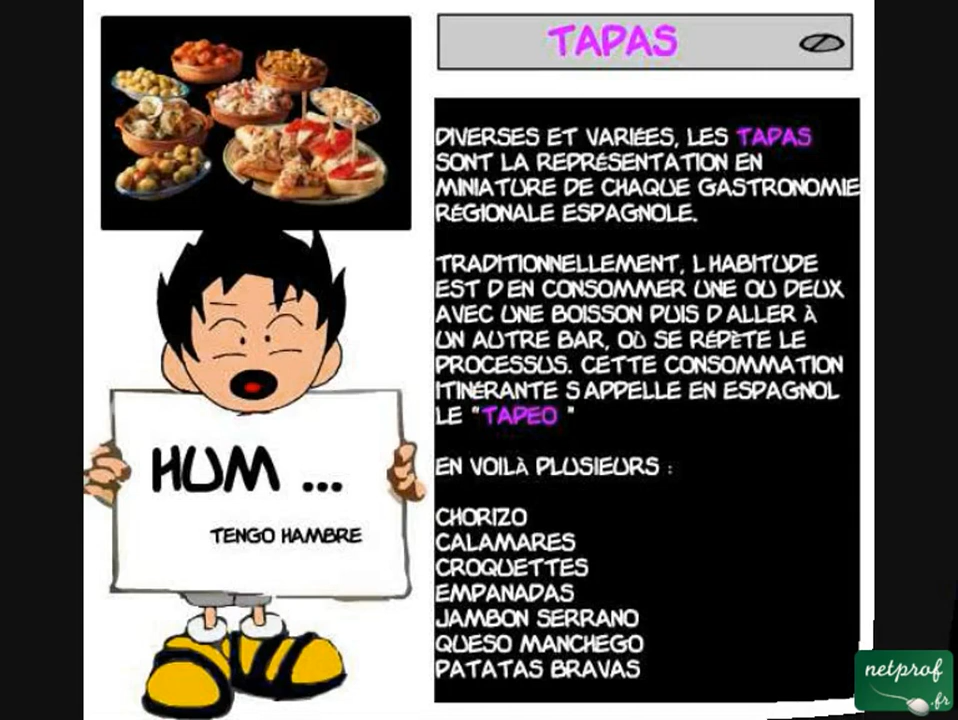 TAPAS
DIVERSES ET VARIÉES, LES TAPAS
SONT LA REPRÉSENTATION EN
MINIATURE DE CHAQUE GASTRONOMIE
RÉGIONALE ESPAGNOLE.
TRADITIONNELLEMENT, L HABITUDE
EST D EN CONSOMMER UNE OU DEUX
AVEC UNE BOISSON PUIS D ALLER À
UN AUTRE BAR, OÙ SE RÉPÈTE LE
PROCESSUS. CETTE CONSOMMATION
ITINÉRANTE S APPELLE EN ESPAGNOL
LE "TAPEO "
EN VOILÀ PLUSIEURS :
CHORIZO
CALAMARES
CROQUETTES
EMPANADAS
JAMBON SERRANO
QUESO MANCHEGO
PATATAS BRAVAS
HUM ...
TENGO HAMBRE
netprof
.fr